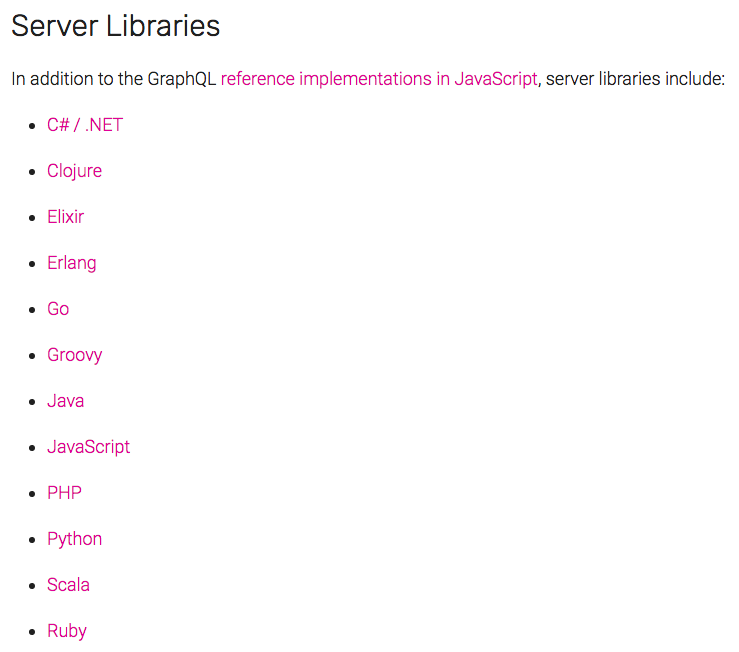 Server Libraries
In addition to the GraphQL reference implementations in JavaScript, server libraries include:
C# / .NET
Clojure
Elixir
Erlang
Go
Groovy
Java
JavaScript
PHP
Python
Scala
Ruby